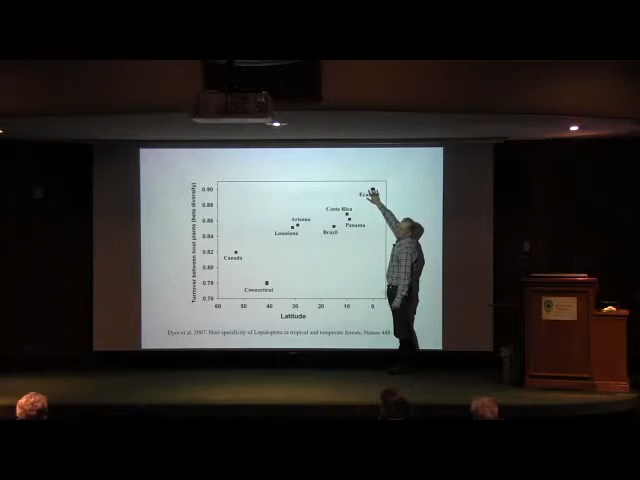 Turnover between host plants (beta diversity)
0.90
0.88
0.86
0.84
0.82
0.80
0.78
0.76
Costa Rica
Panama
Brazil
Louisiana
Canada
Connecticut
60 50 40 30 20 10 0
Latitude
Dyer et al. 2007. Host specificity of Lepidoptera in tropical and temperate forests. Nature 448